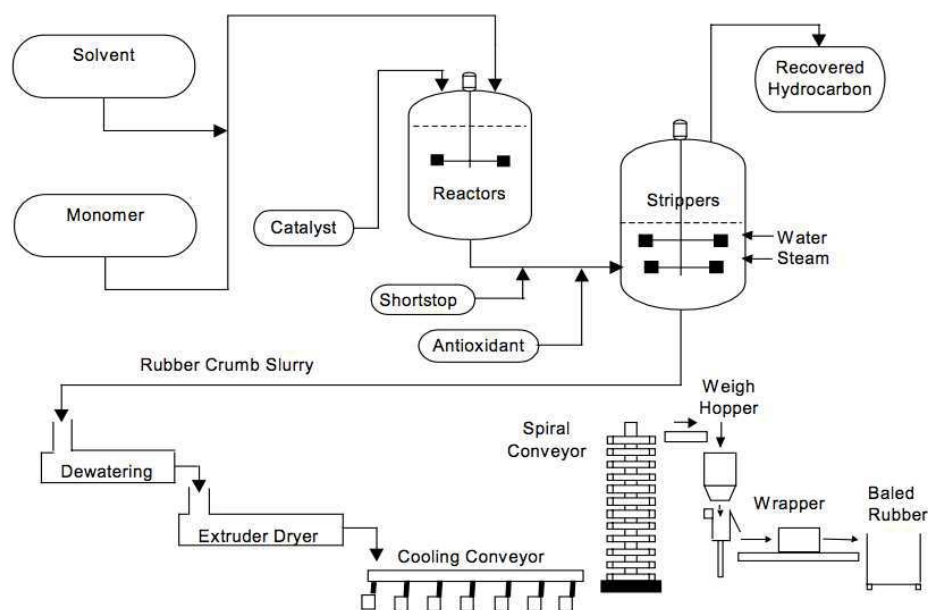 Solvent
Recovered
Hydrocarbon
Reactors
Strippers
Monomer
Catalyst
Water
Steam
Shortstop
Antioxidant
Rubber Crumb Slurry
Weigh
Hopper
Spiral
Conveyor
Dewatering
Wrapper
Baled
Rubber
Extruder Dryer
Cooling Conveyor